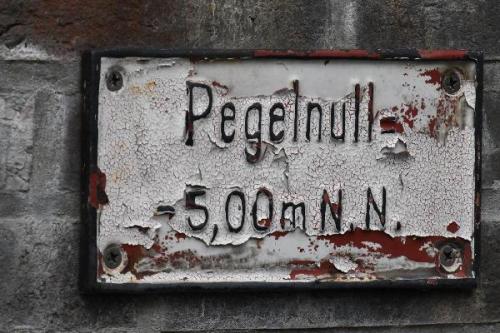 Pegelnull=
-5,00m N.N.